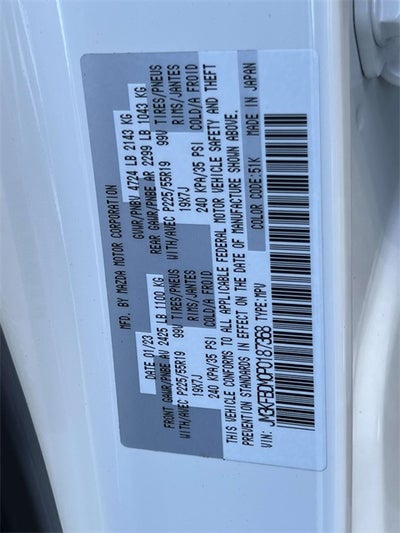 MFD. BY MAZDA MOTOR CORPORATION
DATE 01/23 GVWR/PNBV 4724 LB 2143 KG
FRONT GAWR/PNBE AV 2425 LB 1100 KG REAR GAWR/PNBE AR 2299 LB 1043 KG
WITH/AVEC P225/55R19 99V TIRES/PNEUS WITH/AVEC P225/55R19 99V TIRES/PNEUS
19X7J RIMS/JANTES 19X7J RIMS/JANTES
240 KPA/35 PSI COLD/A FROID 240 KPA/35 PSI COLD/A FROID
THIS VEHICLE CONFORMS TO ALL APPLICABLE FEDERAL MOTOR VEHICLE SAFETY AND THEFT
PREVENTION STANDARDS IN EFFECT ON THE DATE OF MANUFACTURE SHOWN ABOVE.
VIN: JM3KFBDM0P0187368 TYPE:MPV COLOR CODE:51K MADE IN JAPAN